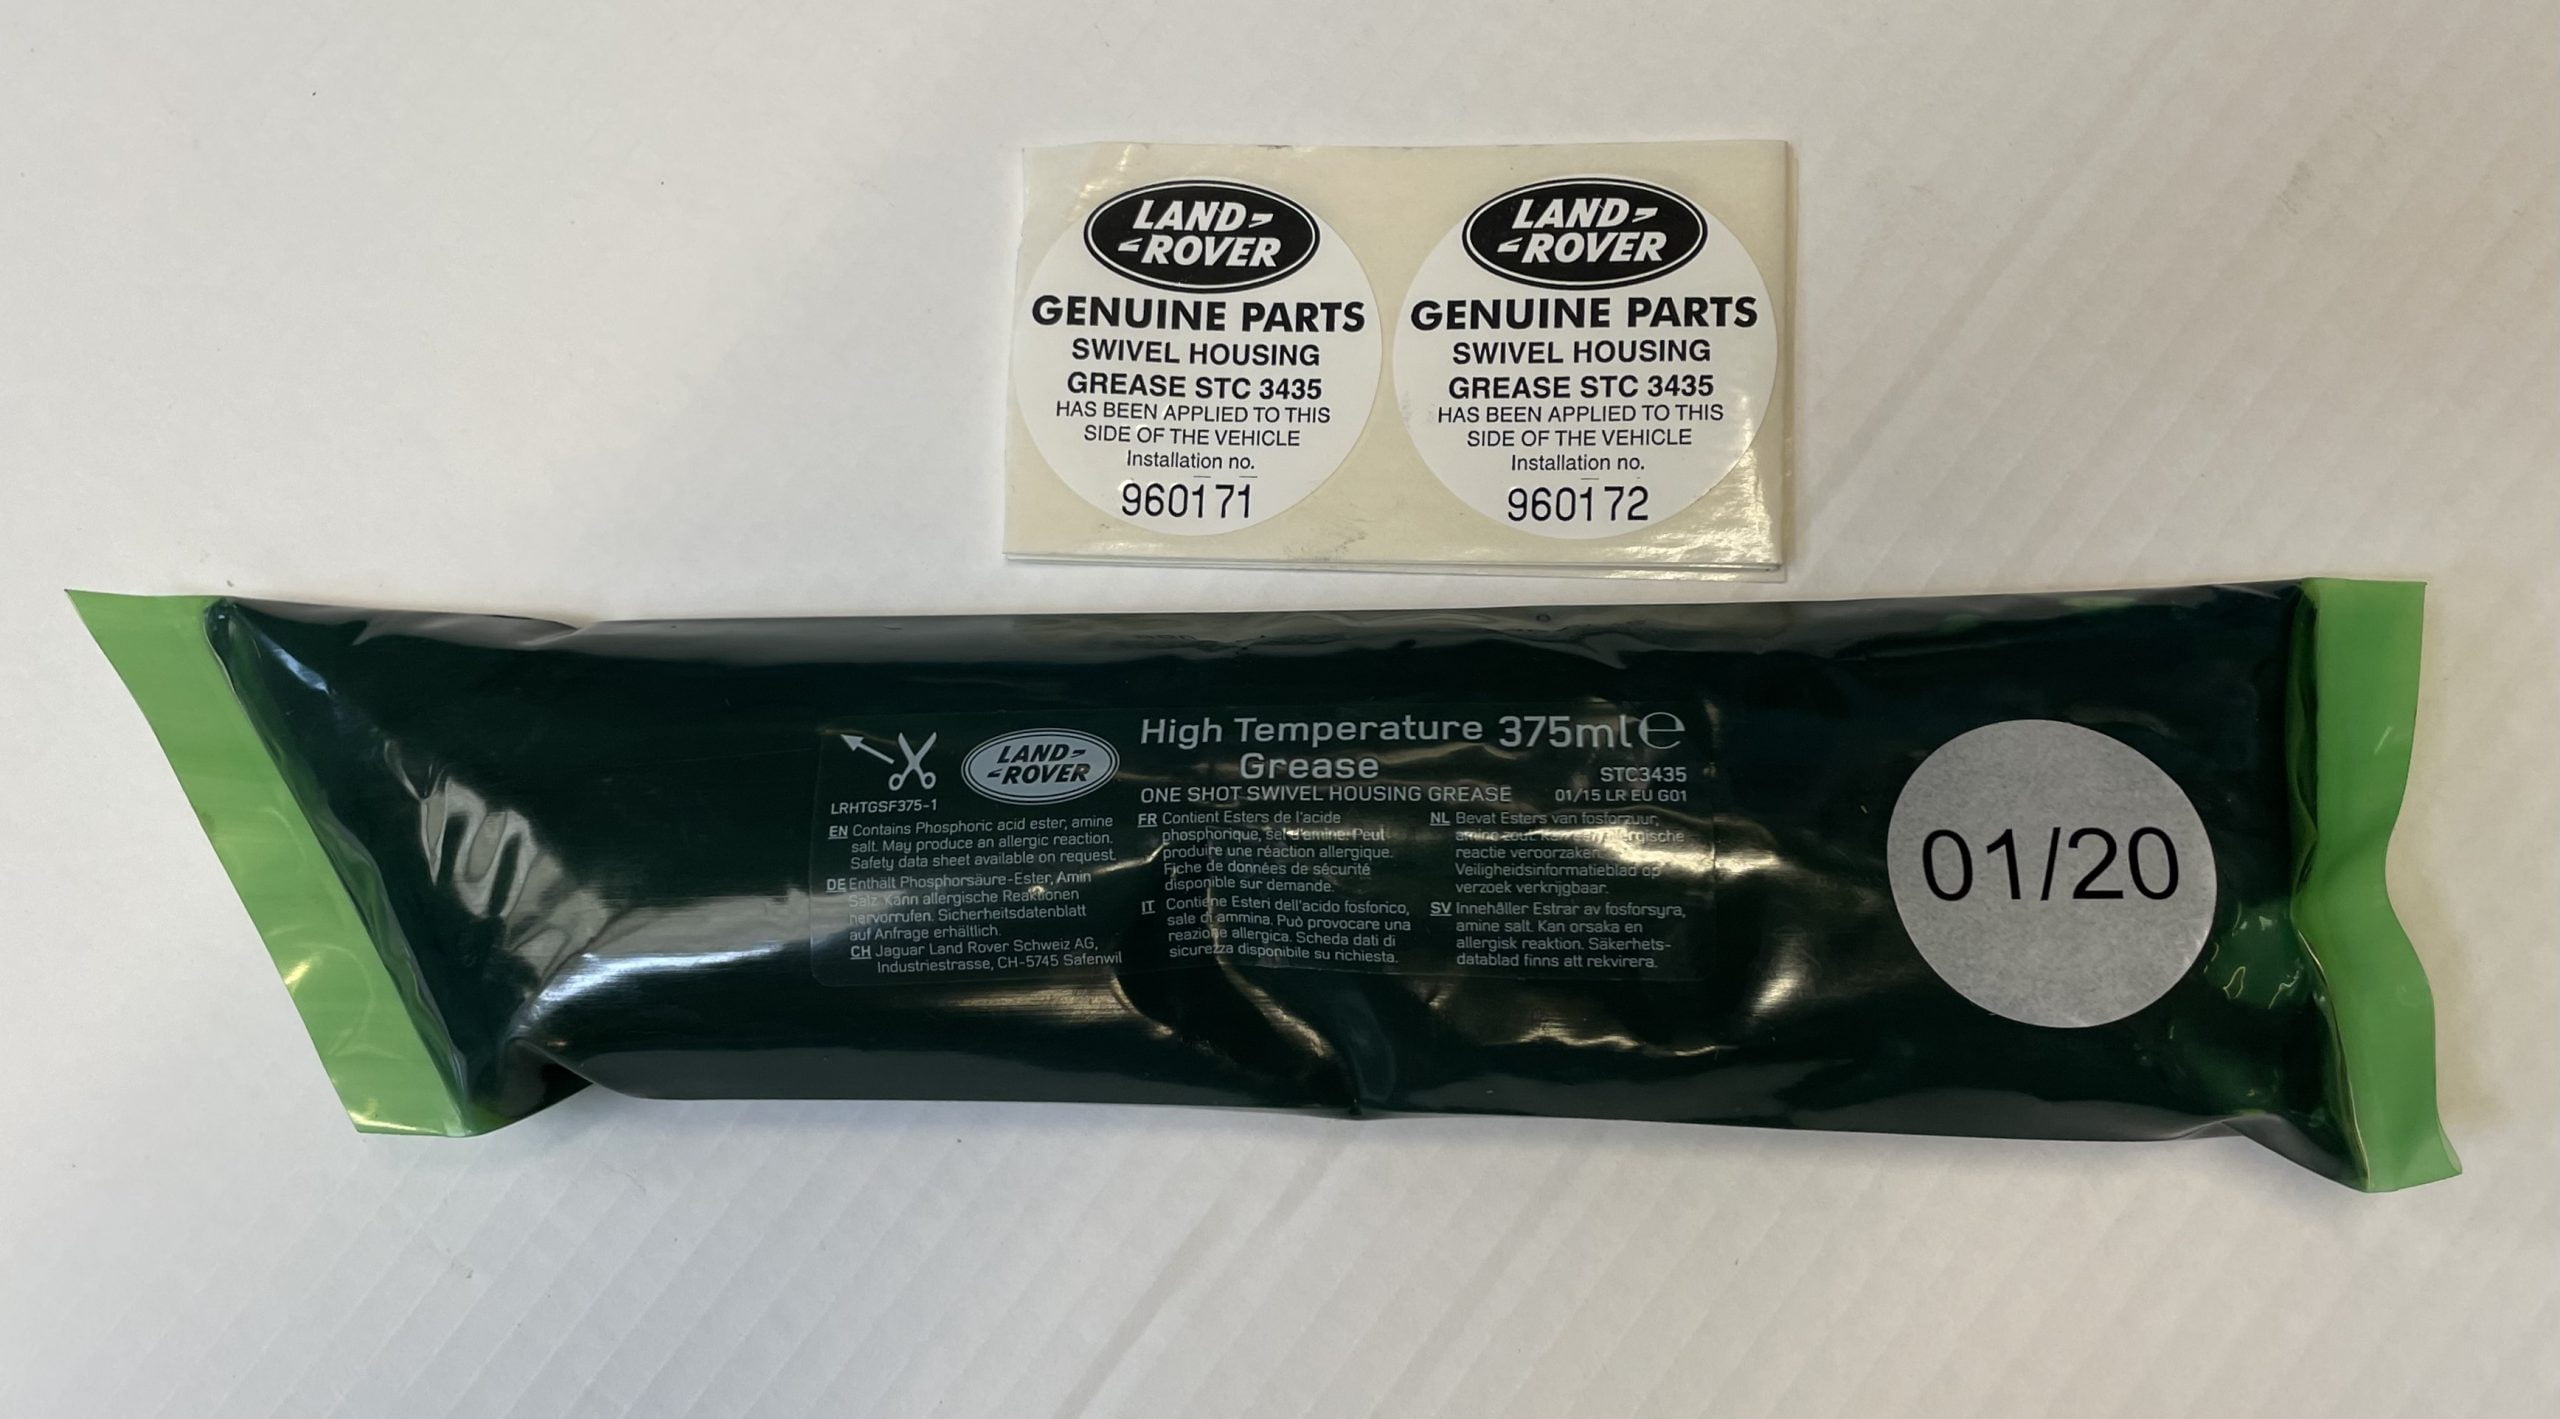 LAND
ROVER
GENUINE PARTS
SWIVEL HOUSING
GREASE STC 3435
HAS BEEN APPLIED TO THIS
SIDE OF THE VEHICLE
Installation no.
960171
LAND
ROVER
GENUINE PARTS
SWIVEL HOUSING
GREASE STC 3435
HAS BEEN APPLIED TO THIS
SIDE OF THE VEHICLE
Installation no.
960172
LRHTGSF375-1
LAND
ROVER
High Temperature 375ml e
Grease
STC3435
ONE SHOT SWIVEL HOUSING GREASE
01/15 LR EU G01
EN Contains Phosphoric acid ester, amine
salt. May produce an allergic reaction.
Safety data sheet available on request.
DE Enthält Phosphorsäure-Ester, Amin
Salz. Kann allergische Reaktionen
hervorrufen. Sicherheitsdatenblatt
auf Anfrage erhältlich.
CH Jaguar Land Rover Schweiz AG,
Industriestrasse, CH-5745 Safenwil
FR Contient Esters de l'acide
phosphorique, sel d'amine. Peut
produire une réaction allergique.
Fiche de données de sécurité
disponible sur demande.
IT Contiene Esteri dell'acido fosforico,
sale di ammina. Può provocare una
reazione allergica. Scheda dati di
sicurezza disponibile su richiesta.
NL Bevat Esters van fosforzuur,
amine zout. Kan een allergische
reactie veroorzaken.
Veiligheidsinformatieblad op
verzoek verkrijgbaar.
SV Innehåller Estrar av fosforsyra,
amine salt. Kan orsaka en
allergisk reaktion. Säkerhets-
datablad finns att rekvirera.
01/20